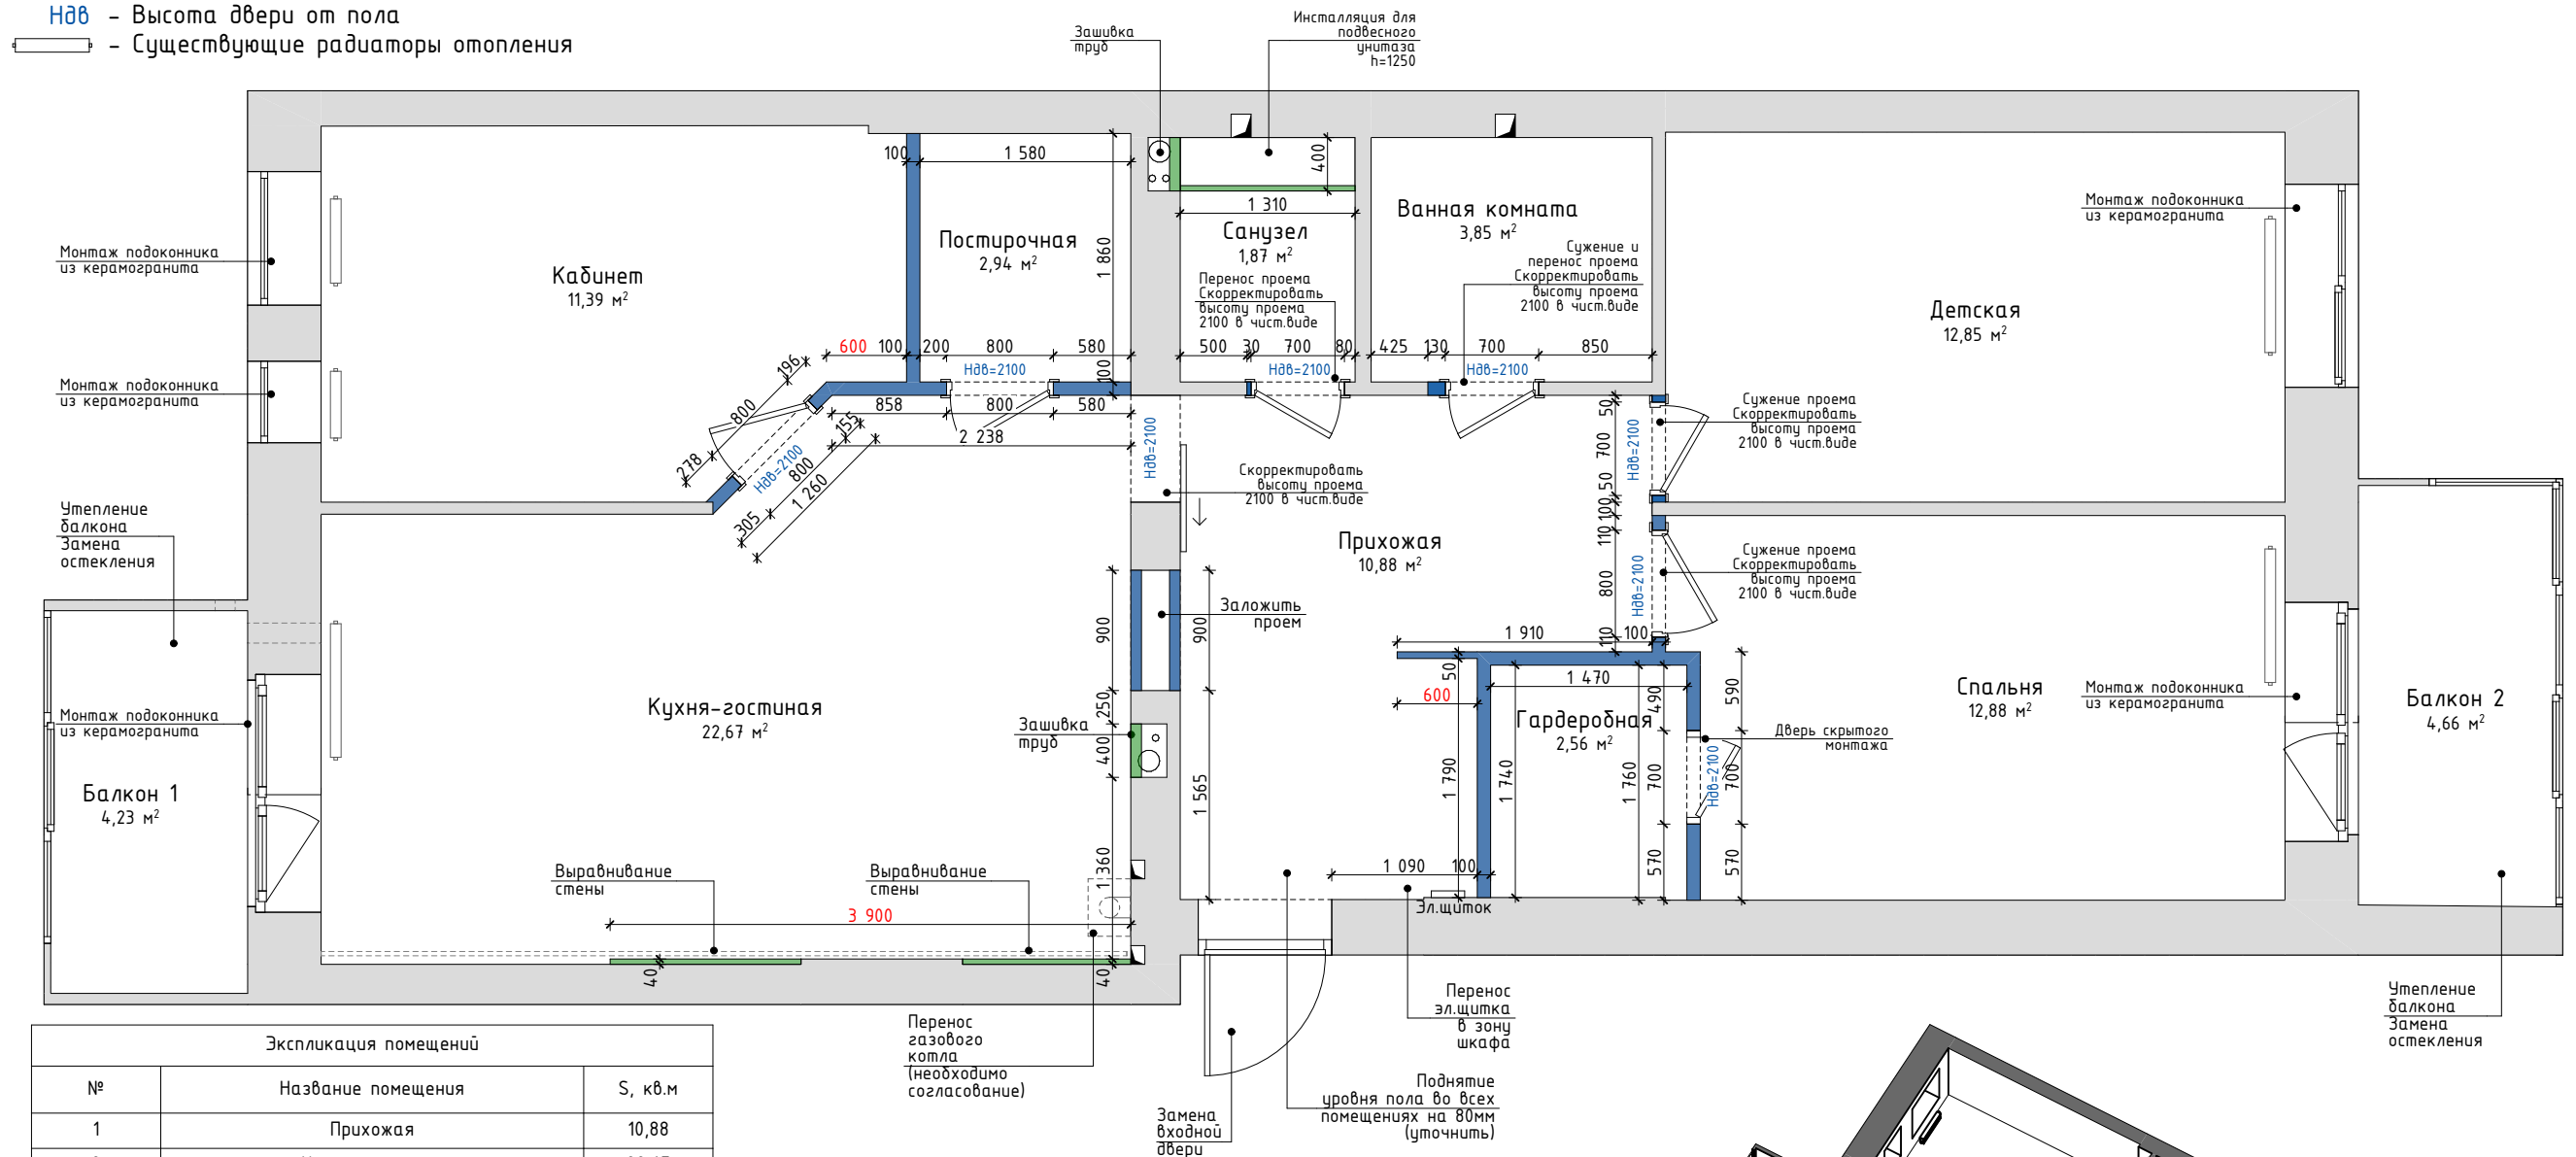 Ндв - Высота двери от пола
- Существующие радиаторы отопления
Зашивка
труб
Инсталляция для
подвесного
унитаза
h=1250
Монтаж подоконника
из керамогранита
Монтаж подоконника
из керамогранита
Утепление
балкона
Замена
остекления
Монтаж подоконника
из керамогранита
Балкон 1
4,23 м²
Кабинет
11,39 м²
100
1 580
Постирочная
2,94 м²
1 860
600
100
200
800
580
100
Ндв=2100
196
800
278
Ндв=2100
858
800
580
155
2 238
800
1 260
305
400
1 310
Санузел
1,87 м²
Перенос проема
Скорректировать
высоту проема
2100 в чист.виде
500
30
700
80
Ндв=2100
Ванная комната
3,85 м²
Сужение и
перенос проема
Скорректировать
высоту проема
2100 в чист.виде
425
130
700
850
Ндв=2100
Детская
12,85 м²
Монтаж подоконника
из керамогранита
Сужение проема
Скорректировать
высоту проема
2100 в чист.виде
50
700
50
100
110
800
110
Ндв=2100
Ндв=2100
Ндв=2100
Скорректировать
высоту проема
2100 в чист.виде
Прихожая
10,88 м²
Сужение проема
Скорректировать
высоту проема
2100 в чист.виде
Заложить
проем
900
900
250
400
1 565
1 360
Кухня-гостиная
22,67 м²
Зашивка
труб
1 910
100
50
600
1 470
490
590
Гардеробная
2,56 м²
1 790
1 740
1 760
700
700
570
570
Ндв=2100
Дверь скрытого
монтажа
Спальня
12,88 м²
Монтаж подоконника
из керамогранита
Балкон 2
4,66 м²
1 090
100
Эл.щиток
Выравнивание
стены
Выравнивание
стены
3 900
40
40
Перенос
газового
котла
(необходимо
согласование)
Перенос
эл.щитка
в зону
шкафа
Поднятие
уровня пола во всех
помещениях на 80мм
(уточнить)
Замена
входной
двери
Утепление
балкона
Замена
остекления
Экспликация помещений
№ Название помещения S, кв.м
1 Прихожая 10,88